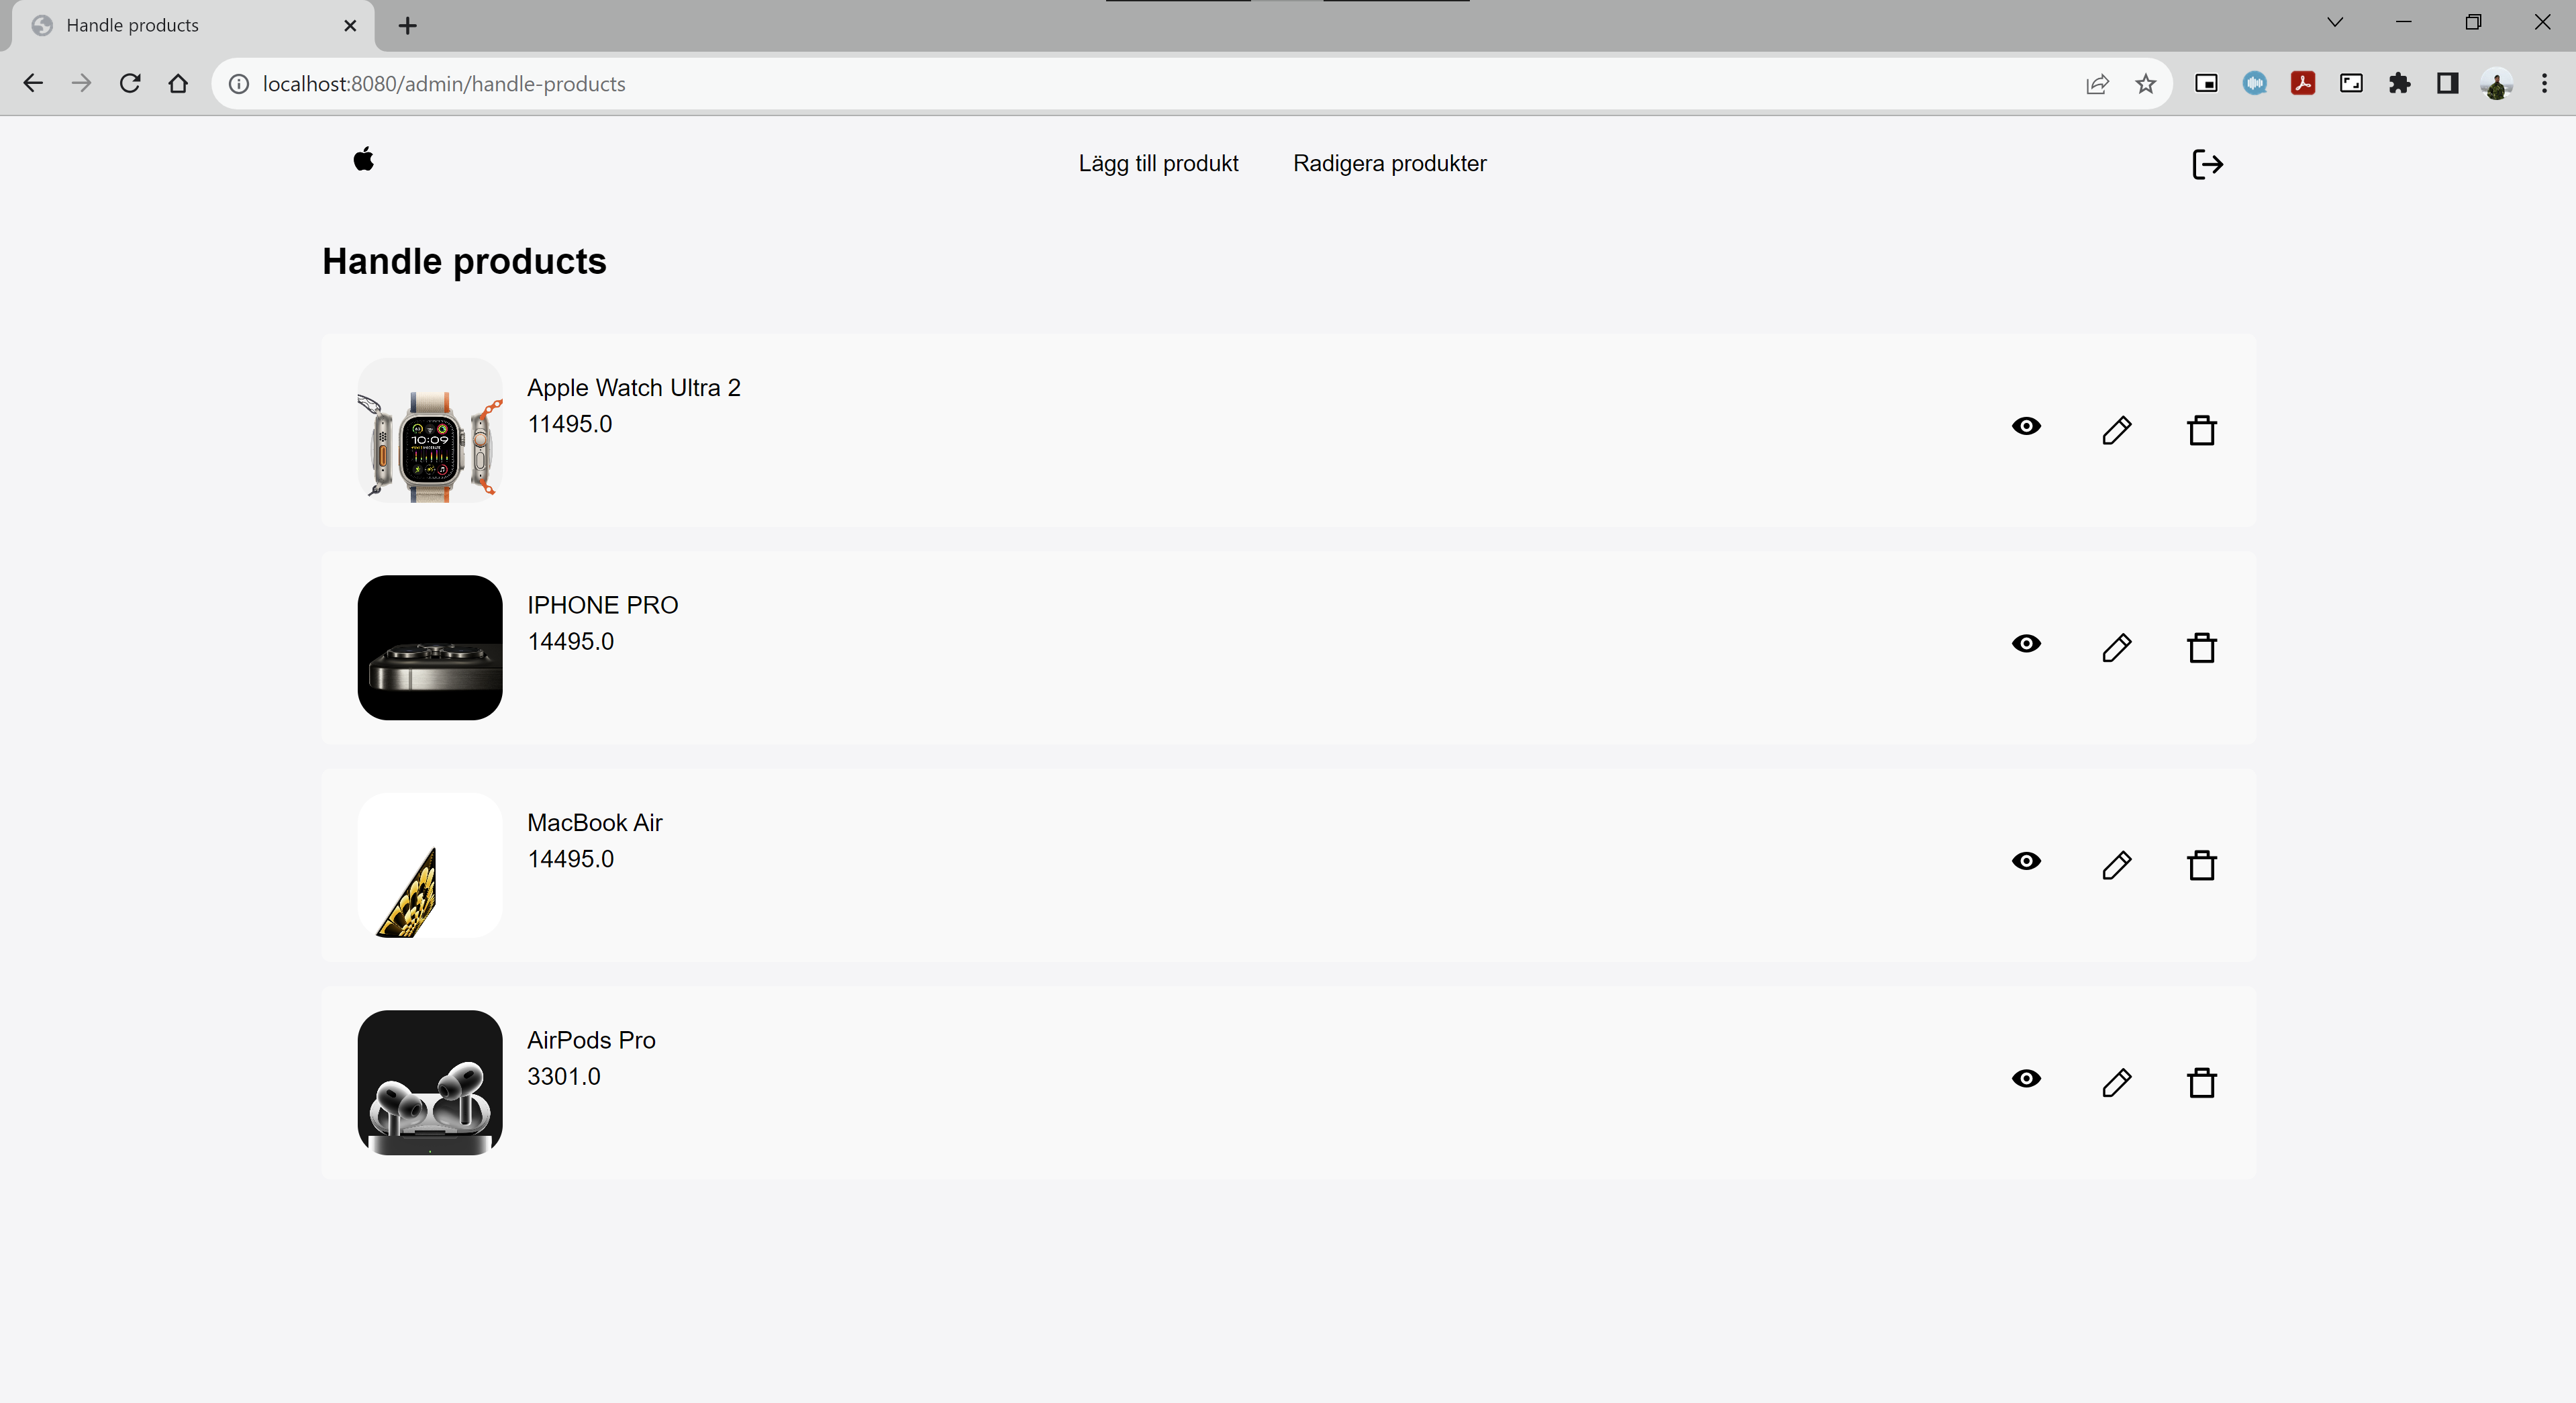 Handle products
localhost:8080/admin/handle-products
Lägg till produkt Radigera produkter
Handle products
Apple Watch Ultra 2
11495.0
10:09
IPHONE PRO
14495.0
MacBook Air
14495.0
AirPods Pro
3301.0